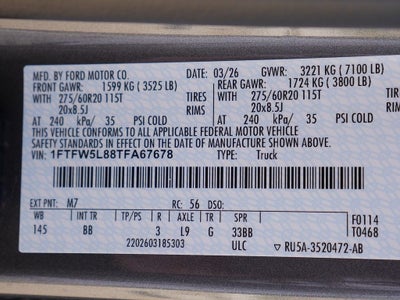 MFD. BY FORD MOTOR CO. 03/26 GVWR: 3221 KG ( 7100 LB)
FRONT GAWR: 1599 KG ( 3525 LB) REAR GAWR: 1724 KG ( 3800 LB)
WITH 275/60R20 115T TIRES WITH 275/60R20 115T TIRES
20x8.5J RIMS 20x8.5J RIMS
AT 240 kPa/ 35 PSI COLD AT 240 kPa/ 35 PSI COLD
THIS VEHICLE CONFORMS TO ALL APPLICABLE FEDERAL MOTOR VEHICLE
SAFETY STANDARDS IN EFFECT ON THE DATE OF MANUFACTURE SHOWN ABOVE.
VIN: 1FTFW5L88TFA67678 TYPE: Truck
EXT PNT: M7 RC: 56 DSO:
WB INT TR TP/PS R AXLE TR SPR F0114
145 BB 3 L9 G 33BB T0468
2202603185303 ULC ▽ RU5A-3520472-AB